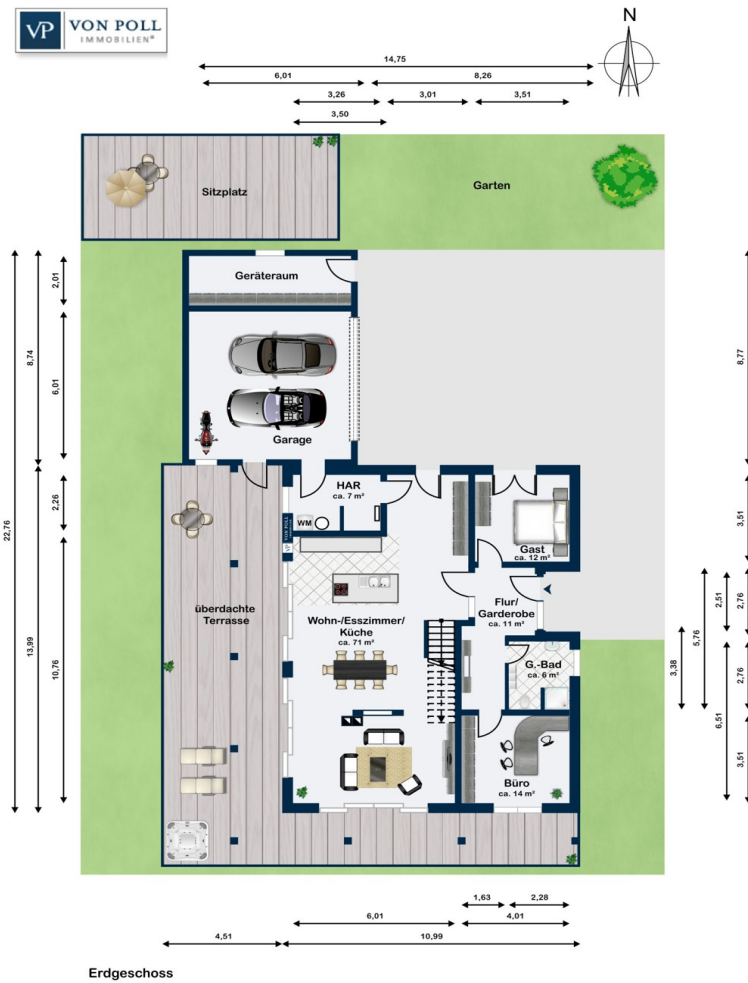 VP VON POLL
IMMOBILIEN®
N
14,75
6,01 8,26
3,26 3,01 3,51
3,50
Sitzplatz
Garten
Geräteraum
2,01
8,74
6,01
8,77
Garage
22,76
HAR
ca. 7 m²
WM
VON POLL
VP
2,26
3,51
Gast
ca. 12 m²
13,99
10,76
überdachte
Terrasse
Wohn-/Esszimmer/
Küche
ca. 71 m²
Flur/
Garderobe
ca. 11 m²
2,51
2,76
5,76
3,38
G.-Bad
ca. 6 m²
2,76
6,51
3,51
Büro
ca. 14 m²
1,63 2,28
6,01 4,01
4,51 10,99
Erdgeschoss